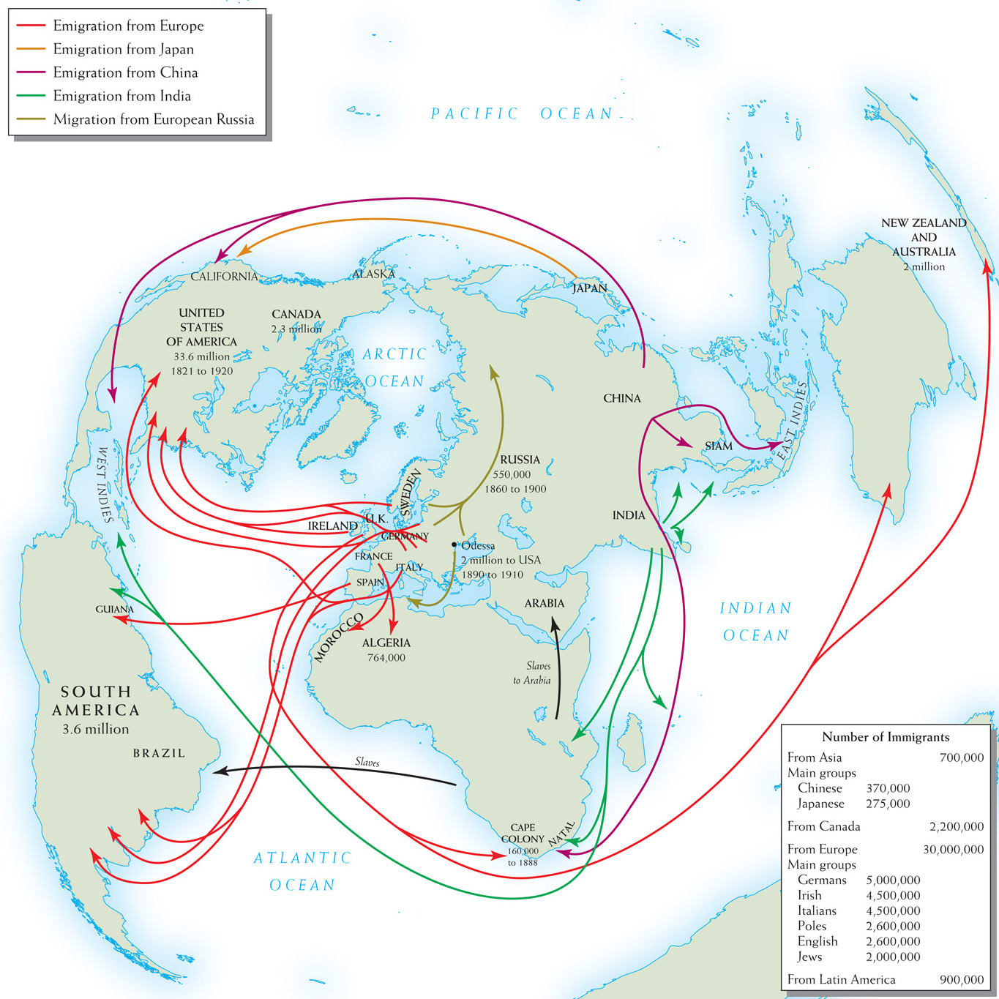 Emigration from Europe
Emigration from Japan
Emigration from China
Emigration from India
Migration from European Russia
PACIFIC OCEAN
NEW ZEALAND
AND
AUSTRALIA
2 million
CALIFORNIA
ALASKA
JAPAN
UNITED
STATES
OF AMERICA
33.6 million
1821 to 1920
CANADA
2.3 million
ARCTIC
OCEAN
CHINA
EAST INDIES
SIAM
WEST INDIES
RUSSIA
550,000
1860 to 1900
SWEDEN
U.K.
IRELAND
GERMANY
INDIA
Odessa
2 million to USA
1890 to 1910
FRANCE
ITALY
SPAIN
ARABIA
GUIANA
MOROCCO
ALGERIA
764,000
INDIAN
OCEAN
Slaves
to Arabia
SOUTH
AMERICA
3.6 million
BRAZIL
Slaves
CAPE
COLONY
160,000
to 1888
NATAL
ATLANTIC
OCEAN
Number of Immigrants
From Asia 700,000
Main groups
Chinese 370,000
Japanese 275,000
From Canada 2,200,000
From Europe 30,000,000
Main groups
Germans 5,000,000
Irish 4,500,000
Italians 4,500,000
Poles 2,600,000
English 2,600,000
Jews 2,000,000
From Latin America 900,000